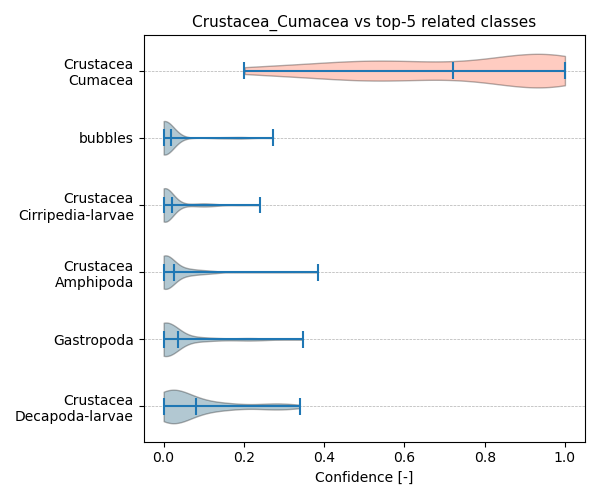 Crustacea_Cumacea vs top-5 related classes
Crustacea
Cumacea
bubbles
Crustacea
Cirripedia-larvae
Crustacea
Amphipoda
Gastropoda
Crustacea
Decapoda-larvae
0.0 0.2 0.4 0.6 0.8 1.0
Confidence [-]